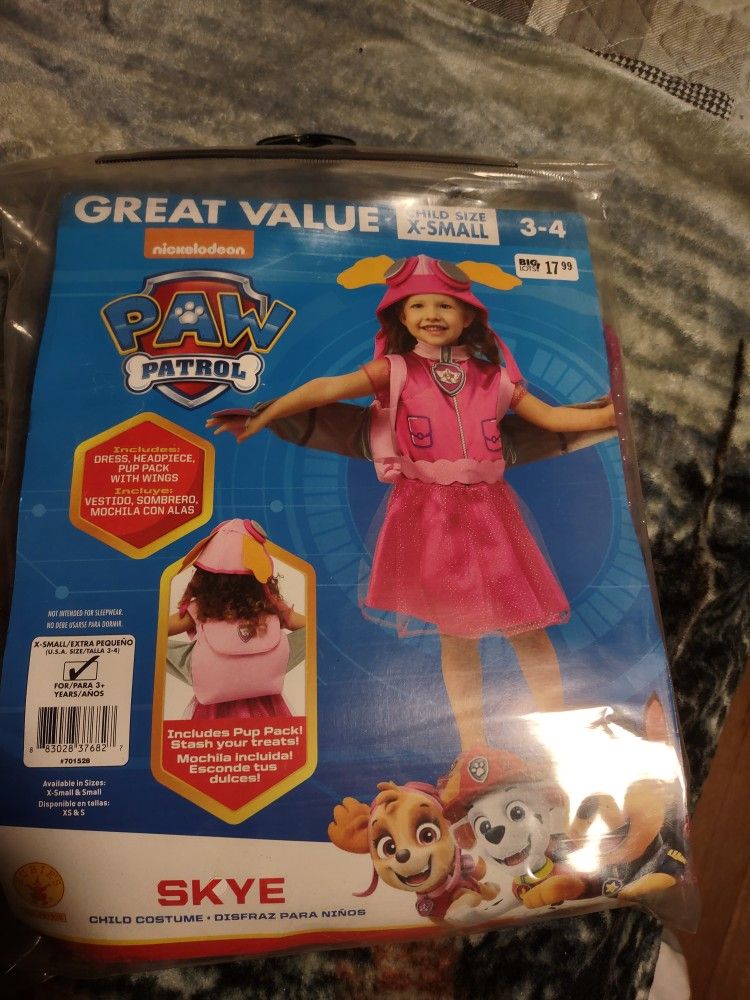 GREAT VALUE
CHILD SIZE
X-SMALL
3-4
nickelodeon
BIG LOTS! 17 99
PAW
PATROL
Includes:
DRESS, HEADPIECE,
PUP PACK
WITH WINGS
Incluye:
VESTIDO, SOMBRERO,
MOCHILA CON ALAS
NOT INTENDED FOR SLEEPWEAR.
NO DEBE USARSE PARA DORMIR.
X-SMALL/EXTRA PEQUEÑO
(U.S.A. SIZE/TALLA 3-4)
FOR/PARA 3+
YEARS/AÑOS
8 83028 37682 7
#701528
Includes Pup Pack!
Stash your treats!
Mochila incluida!
Esconde tus
dulces!
Available in Sizes:
X-Small & Small
Disponible en tallas:
XS & S
RUBIES
SKYE
CHILD COSTUME • DISFRAZ PARA NIÑOS